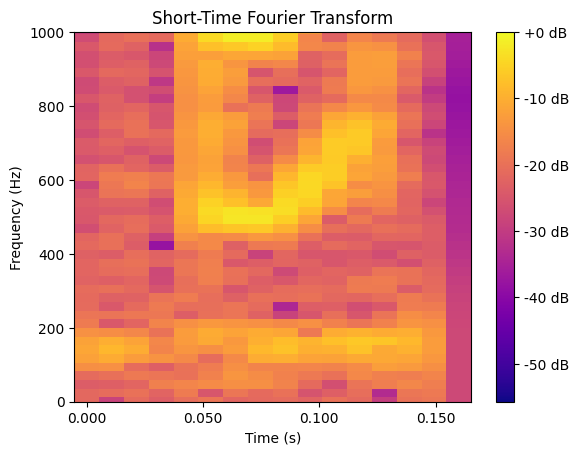 Short-Time Fourier Transform
1000
800
600
400
200
0
Frequency (Hz)
0.000
0.050
0.100
0.150
Time (s)
+0 dB
-10 dB
-20 dB
-30 dB
-40 dB
-50 dB